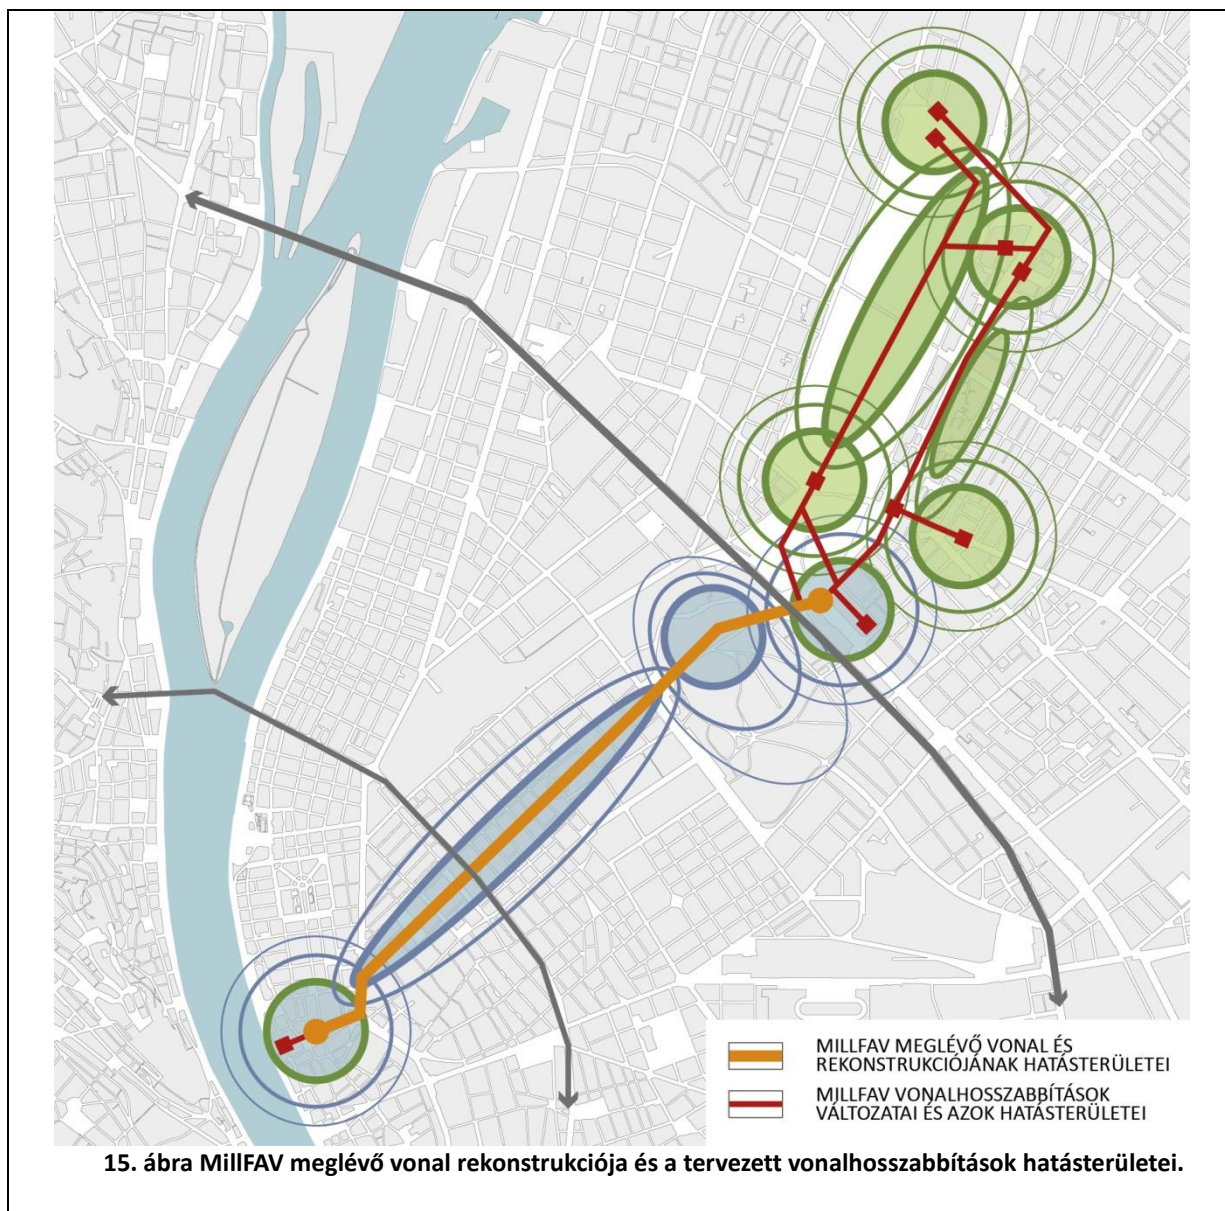 MILLFAV MEGLÉVŐ VONAL ÉS
REKONSTRUKCIÓJÁNAK HATÁSTERÜLETEI
MILLFAV VONALHOSSZABBÍTÁSOK
VÁLTOZATAI ÉS AZOK HATÁSTERÜLETEI
15. ábra MillFAV meglévő vonal rekonstrukciója és a tervezett vonalhosszabbítások hatásterületei.